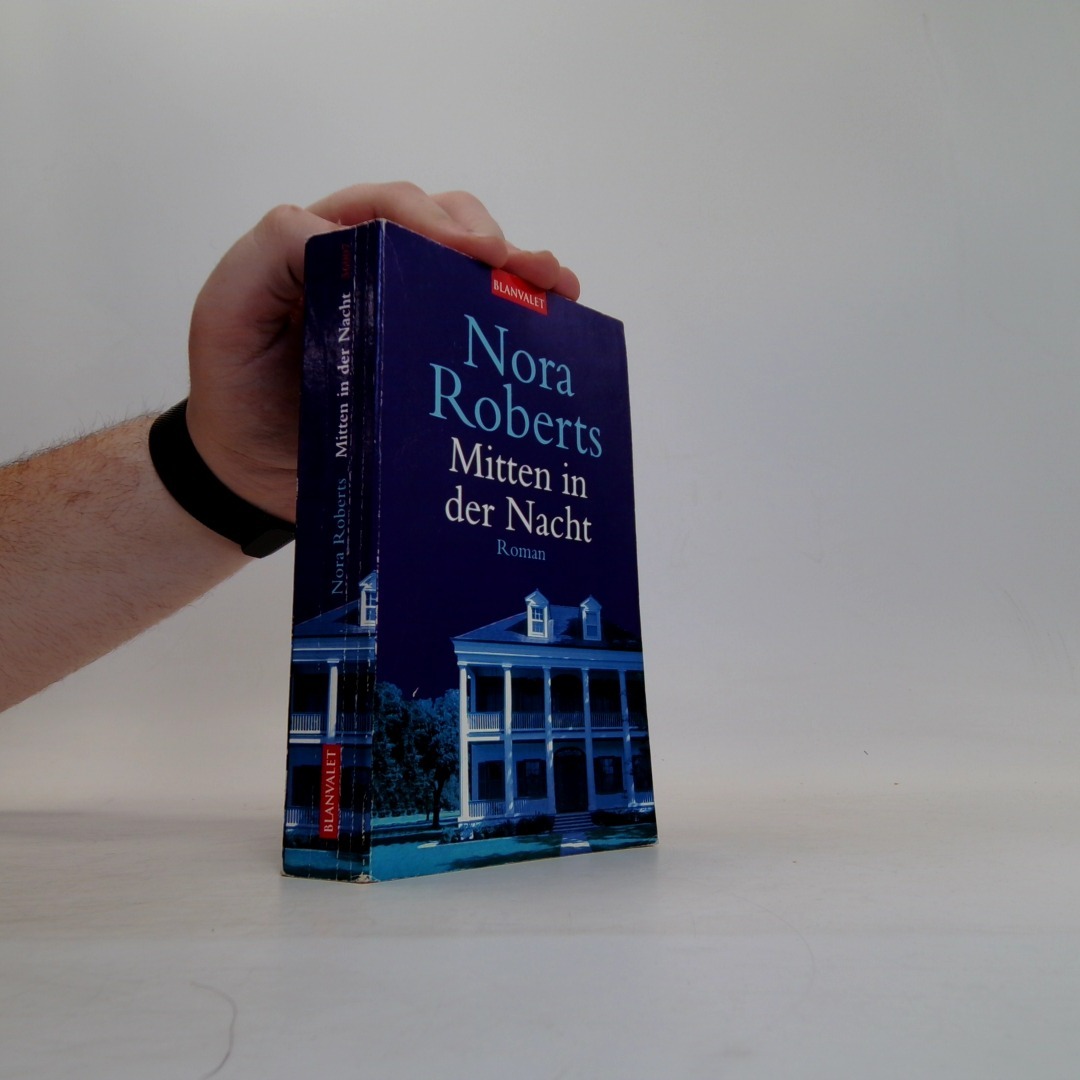 BLANVALET
Nora
Roberts
Mitten in
der Nacht
Roman
Nora Roberts Mitten in der Nacht
BLANVALET